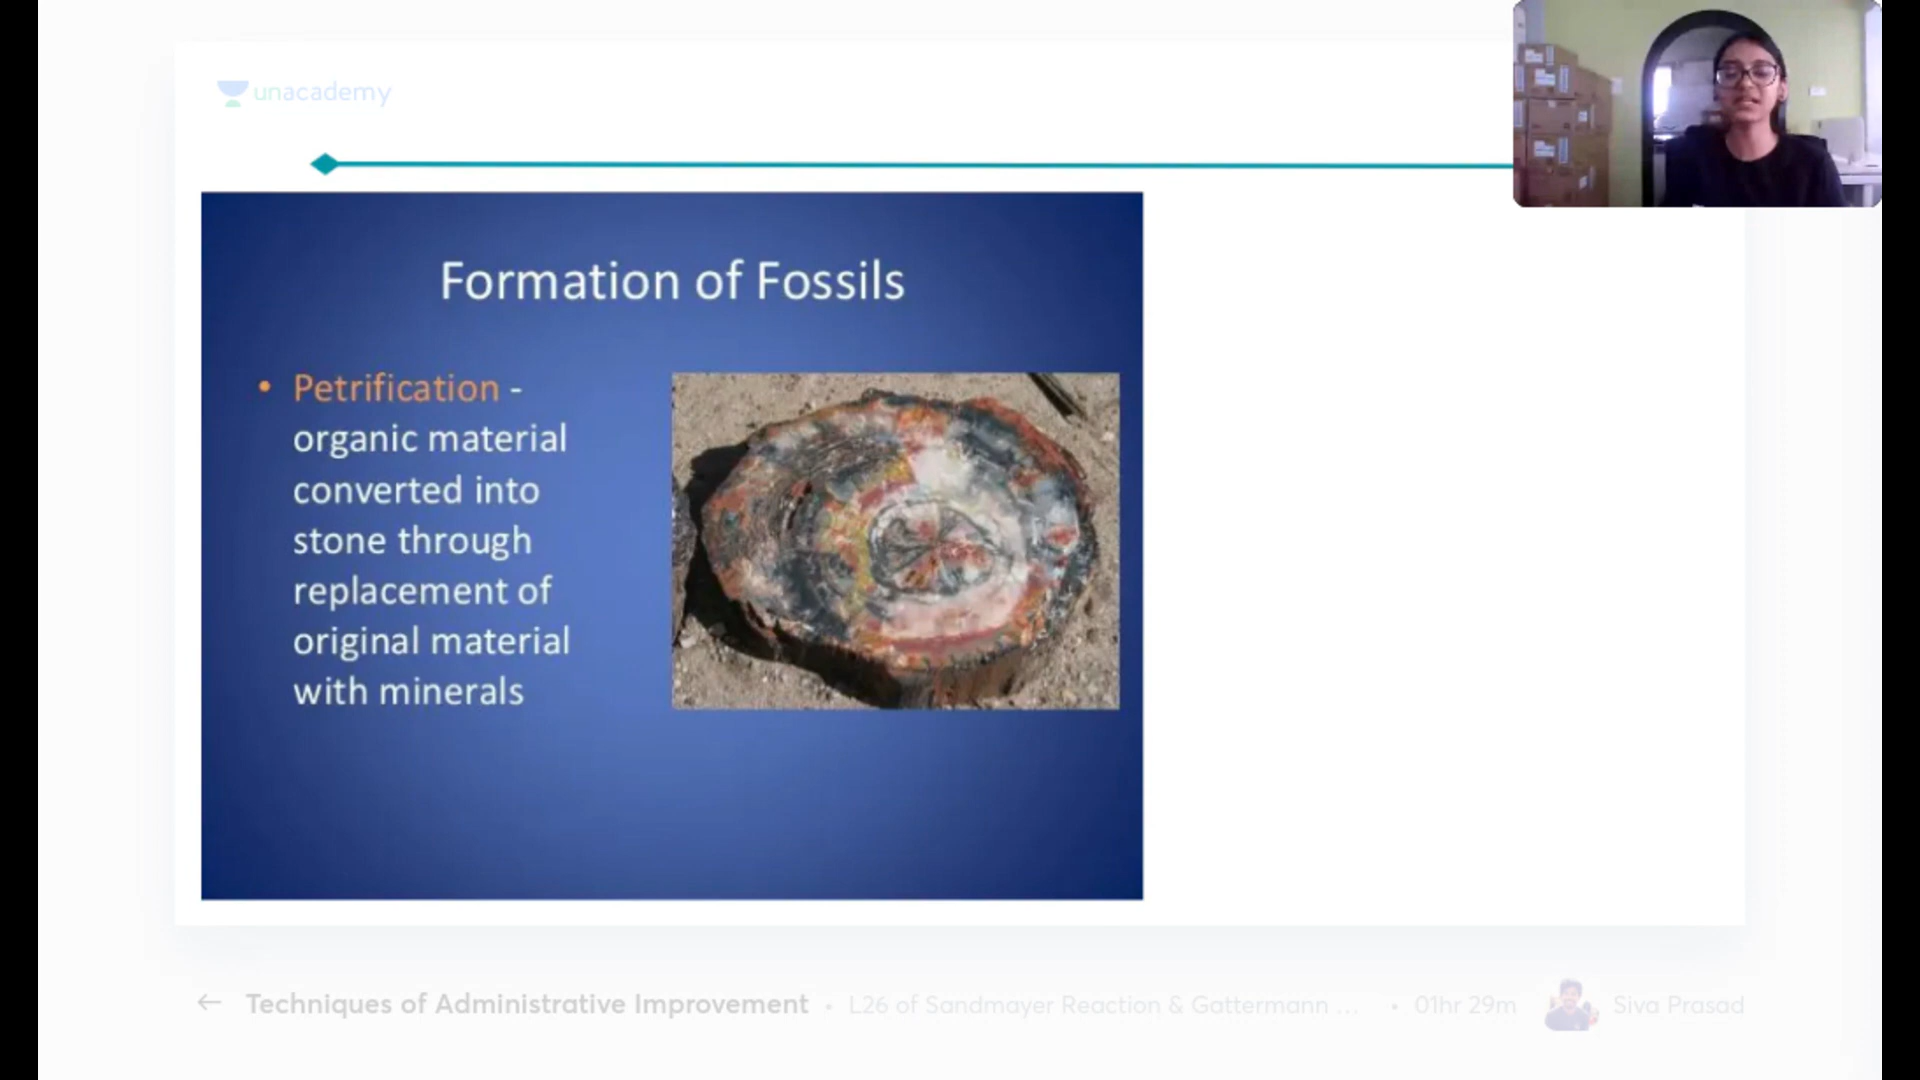 unacademy
Formation of Fossils
• Petrification -
organic material
converted into
stone through
replacement of
original material
with minerals
← Techniques of Administrative Improvement • L26 of Sandmayer Reaction & Gattermann ... • 01hr 29m Siva Prasad